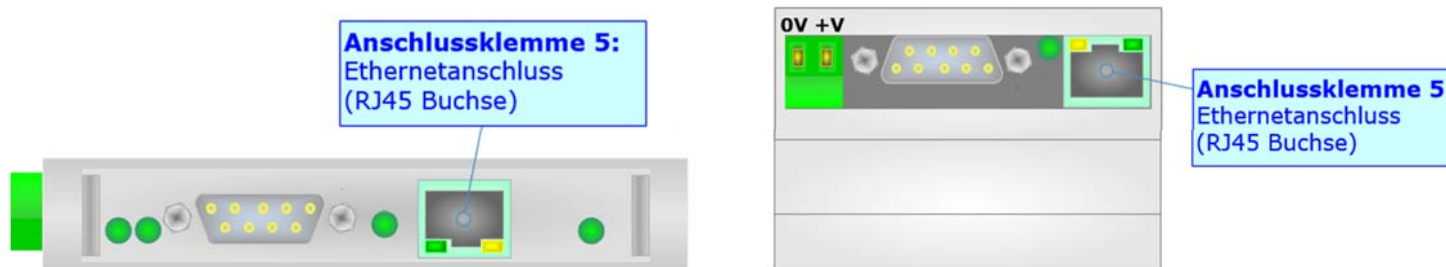 Anschlussklemme 5:
Ethernetanschluss
(RJ45 Buchse)
0V +V
Anschlussklemme 5
Ethernetanschluss
(RJ45 Buchse)